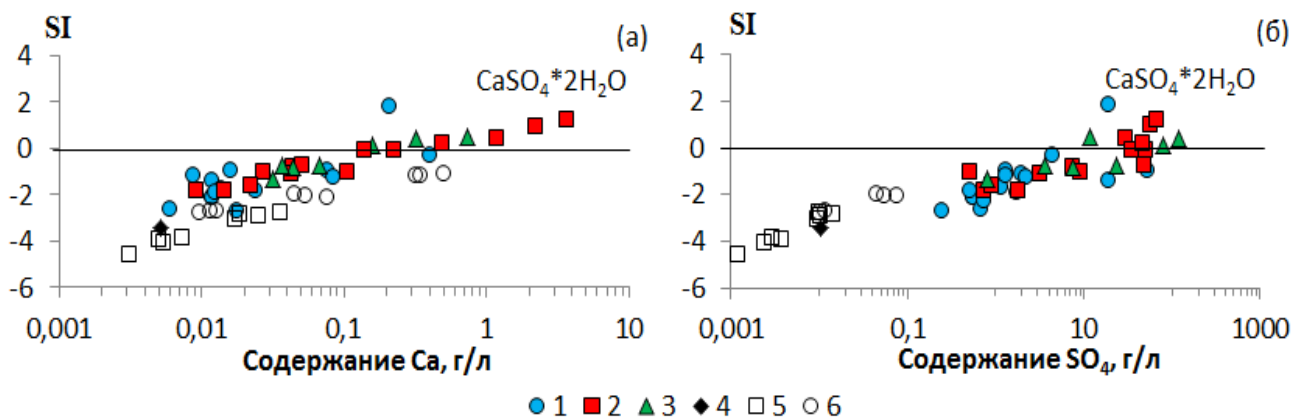 SI
(а)
4
CaSO₄*2H₂O
2
0
-2
-4
-6
0,001 0,01 0,1 1 10
Содержание Ca, г/л
SI
(б)
4
CaSO₄*2H₂O
2
0
-2
-4
-6
0,001 0,1 10 1000
Содержание SO₄, г/л
1 2 3 4 5 6